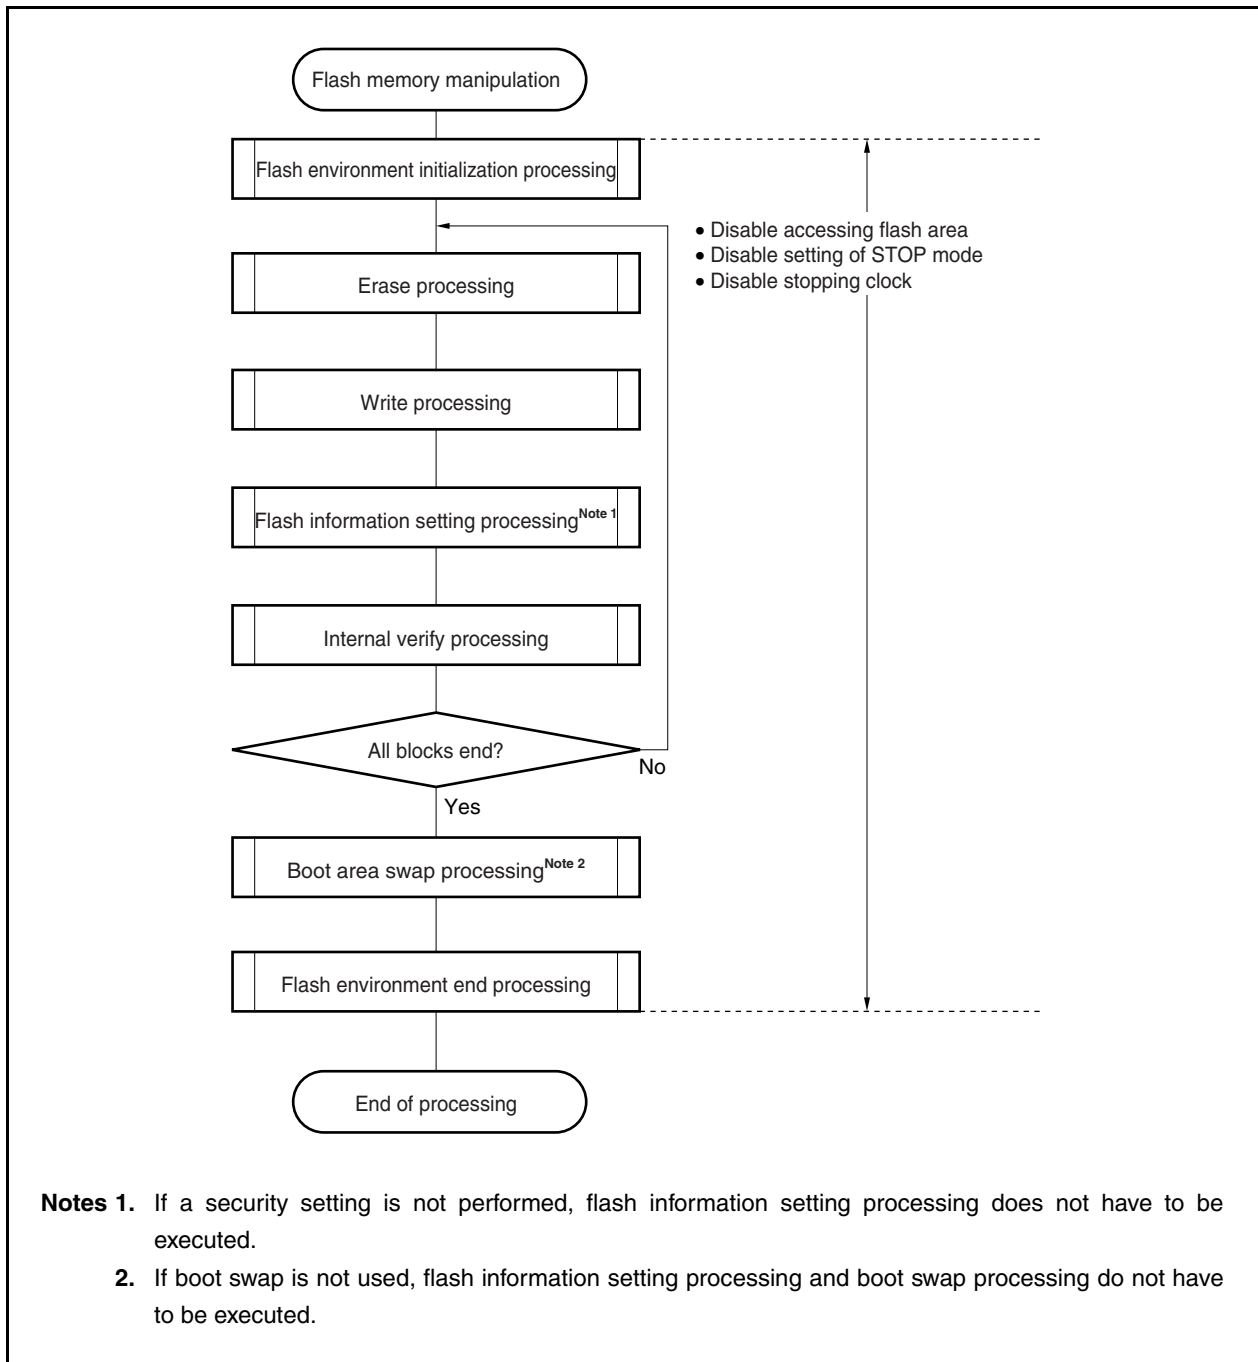 Flash memory manipulation
Flash environment initialization processing
• Disable accessing flash area
• Disable setting of STOP mode
• Disable stopping clock
Erase processing
Write processing
Flash information setting processing Note 1
Internal verify processing
All blocks end?
No
Yes
Boot area swap processing Note 2
Flash environment end processing
End of processing
Notes 1. If a security setting is not performed, flash information setting processing does not have to be
executed.
2. If boot swap is not used, flash information setting processing and boot swap processing do not have
to be executed.